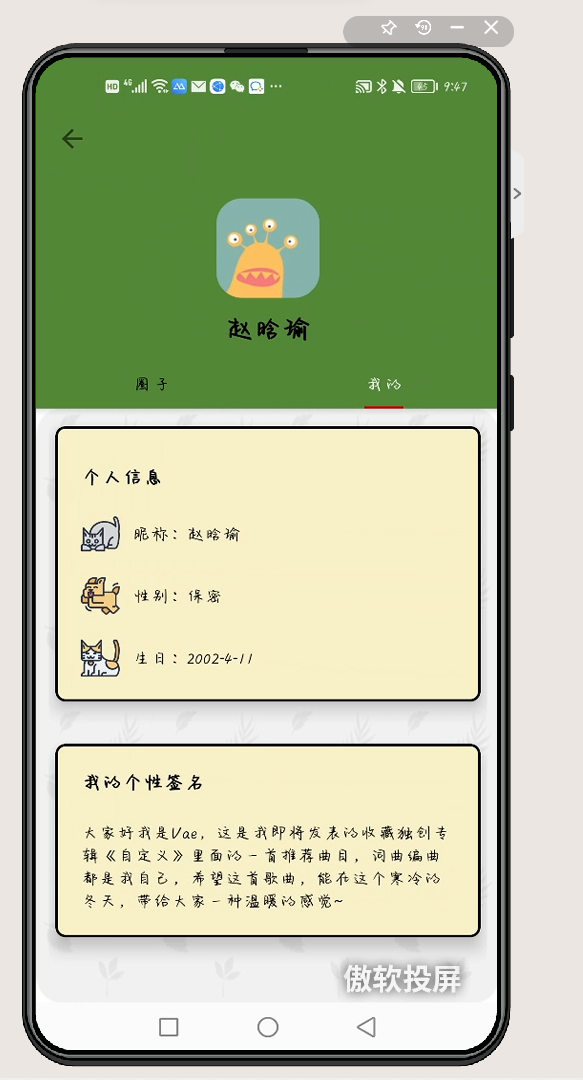 HD 4G 9:47
赵晗瑜
圈子 我的
个人信息
昵称：赵晗瑜
性别：保密
生日：2002-4-11
我的个性签名
大家好我是Vae，这是我即将发表的收藏独创专
辑《自定义》里面的一首推荐曲目，词曲编曲
都是我自己，希望这首歌曲，能在这个寒冷的
冬天，带给大家一种温暖的感觉~
傲软投屏